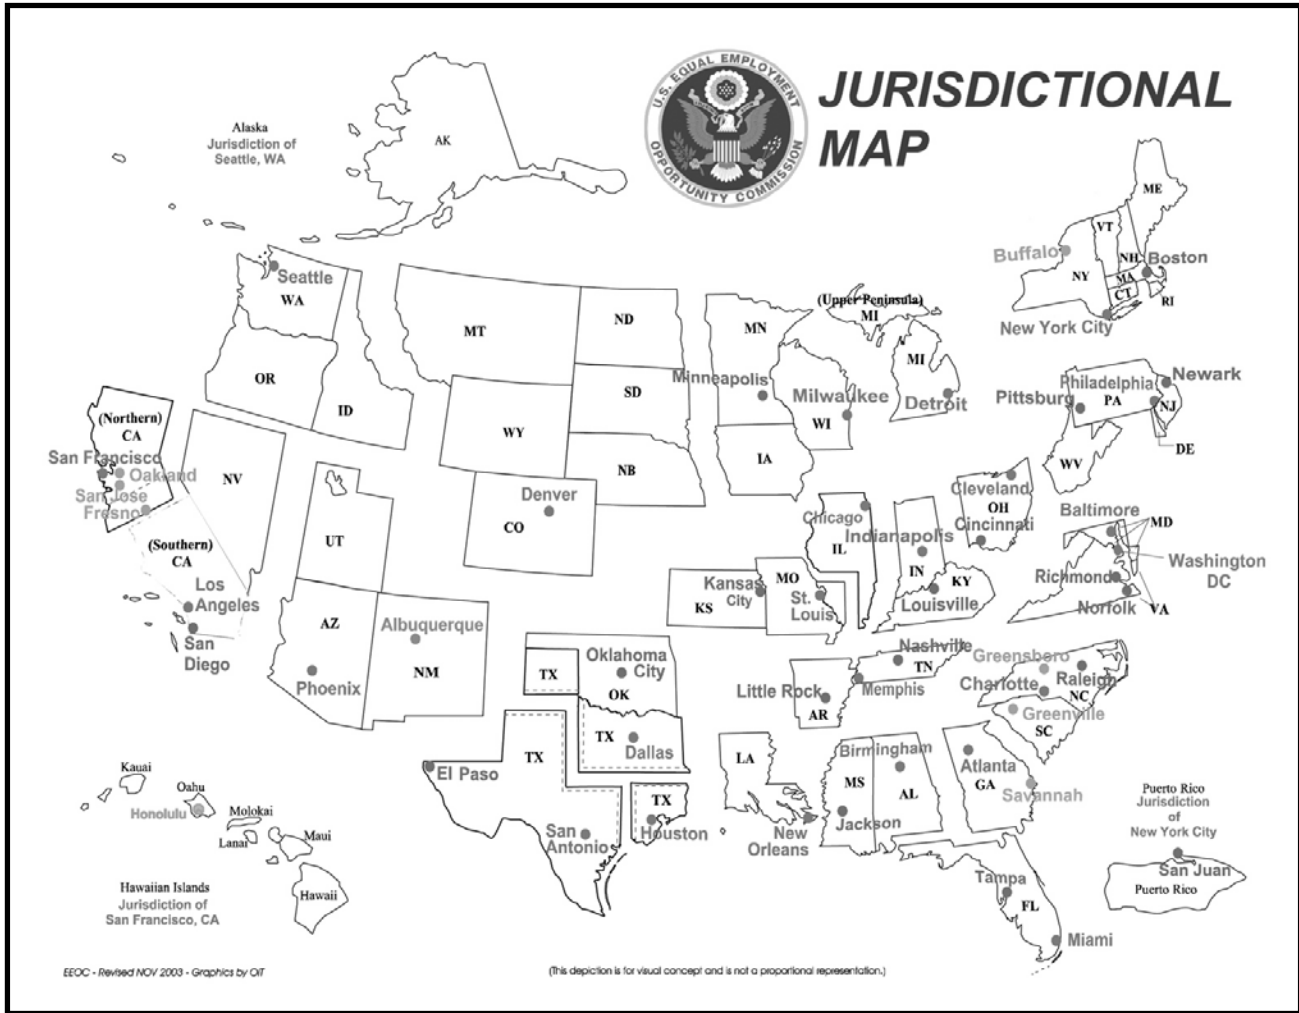 JURISDICTIONAL
MAP
U.S. EQUAL EMPLOYMENT
OPPORTUNITY COMMISSION
Alaska
Jurisdiction of
Seattle, WA
AK
ME
VT
NH
Boston
MA
CT
RI
Buffalo
NY
New York City
Seattle
WA
OR
ID
MT
ND
SD
WY
NB
MN
Minneapolis
(Upper Peninsula)
MI
MI
Detroit
Milwaukee
WI
IA
Philadelphia
Newark
Pittsburg
PA
NJ
DE
WV
(Northern)
CA
San Francisco
Oakland
San Jose
Fresno
NV
(Southern)
CA
Los
Angeles
San
Diego
UT
Denver
CO
AZ
Phoenix
Albuquerque
NM
Chicago
IL
Indianapolis
IN
Cleveland
OH
Cincinnati
Baltimore
MD
Washington
DC
Richmond
Norfolk
VA
KY
Louisville
Kansas
City
KS
MO
St.
Louis
Oklahoma
City
OK
TX
TX
Dallas
TX
El Paso
San
Antonio
TX
Houston
Little Rock
AR
Nashville
TN
Memphis
Greensboro
Charlotte
Raleigh
NC
Greenville
SC
LA
New
Orleans
MS
Jackson
Birmingham
AL
Atlanta
GA
Savannah
Tampa
FL
Miami
Kauai
Oahu
Honolulu
Molokai
Lanai
Maui
Hawaii
Hawaiian Islands
Jurisdiction of
San Francisco, CA
Puerto Rico
Jurisdiction
of
New York City
San Juan
Puerto Rico
EEOC - Revised NOV 2003 - Graphics by OIT
(This depiction is for visual concept and is not a proportional representation.)